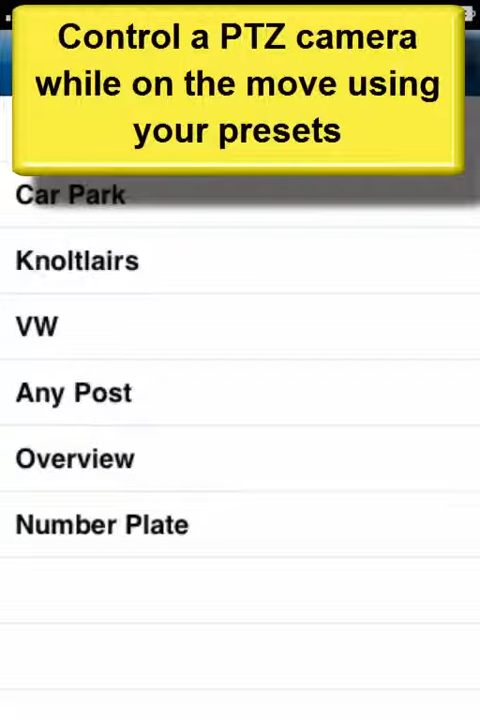 Control a PTZ camera
while on the move using
your presets
Car Park
Knoltlairs
VW
Any Post
Overview
Number Plate